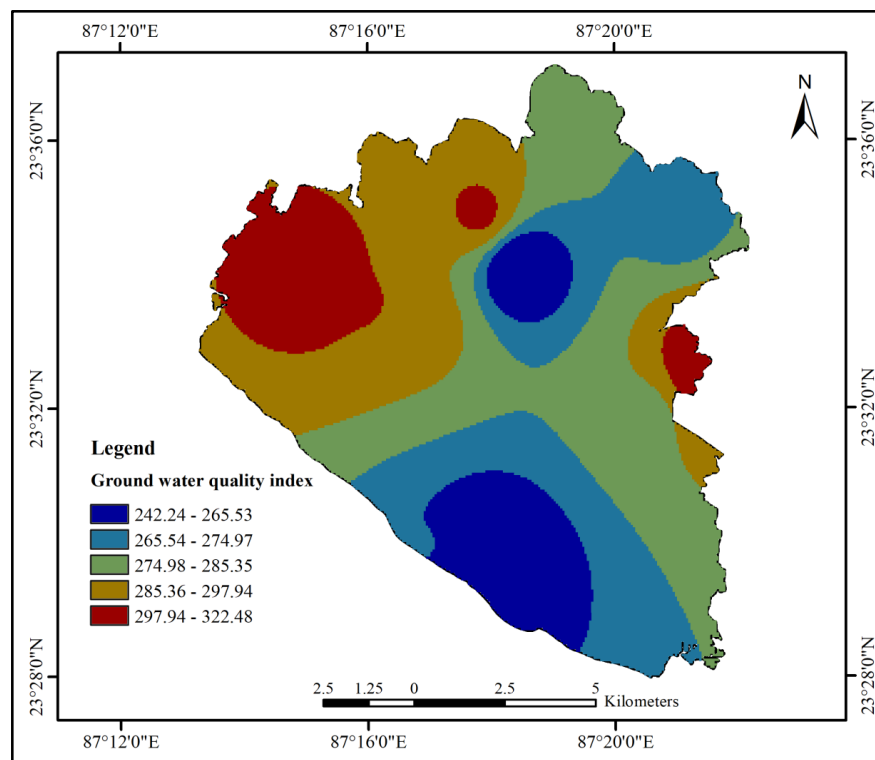 87°12'0"E 87°16'0"E 87°20'0"E
N
23°36'0"N 23°36'0"N
23°32'0"N 23°32'0"N
Legend
Ground water quality index
242.24 - 265.53
265.54 - 274.97
274.98 - 285.35
285.36 - 297.94
297.94 - 322.48
23°28'0"N 23°28'0"N
2.5 1.25 0 2.5 5
Kilometers
87°12'0"E 87°16'0"E 87°20'0"E